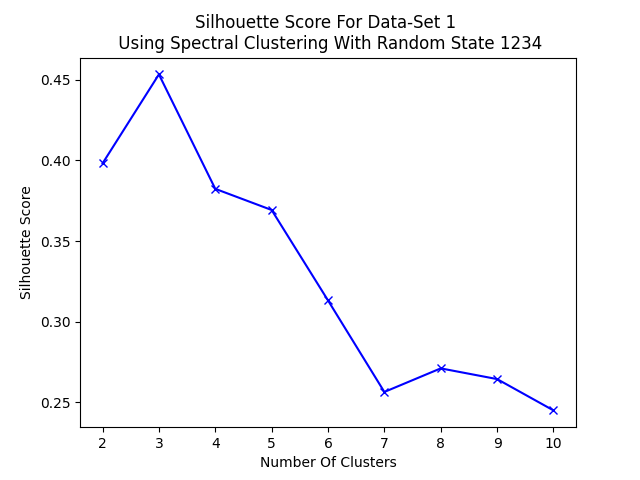 Silhouette Score For Data-Set 1
Using Spectral Clustering With Random State 1234
Silhouette Score
0.45
0.40
0.35
0.30
0.25
2 3 4 5 6 7 8 9 10
Number Of Clusters